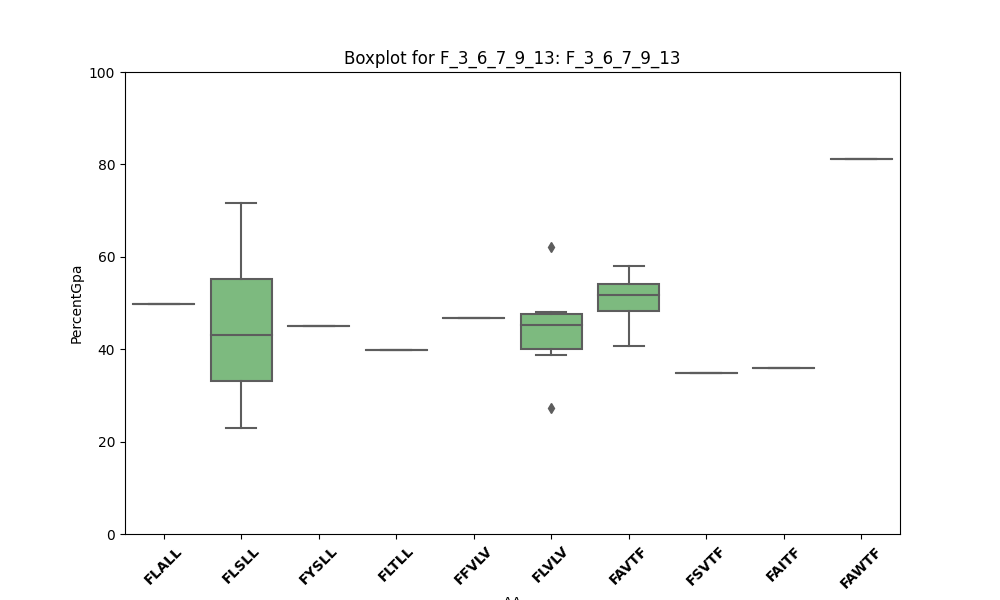 Boxplot for F_3_6_7_9_13: F_3_6_7_9_13
100
80
60
40
20
0
PercentGpa
FLALL
FLSLL
FYSLL
FLTLL
FFVLV
FLVLV
FAVTF
FSVTF
FAITF
FAWTF